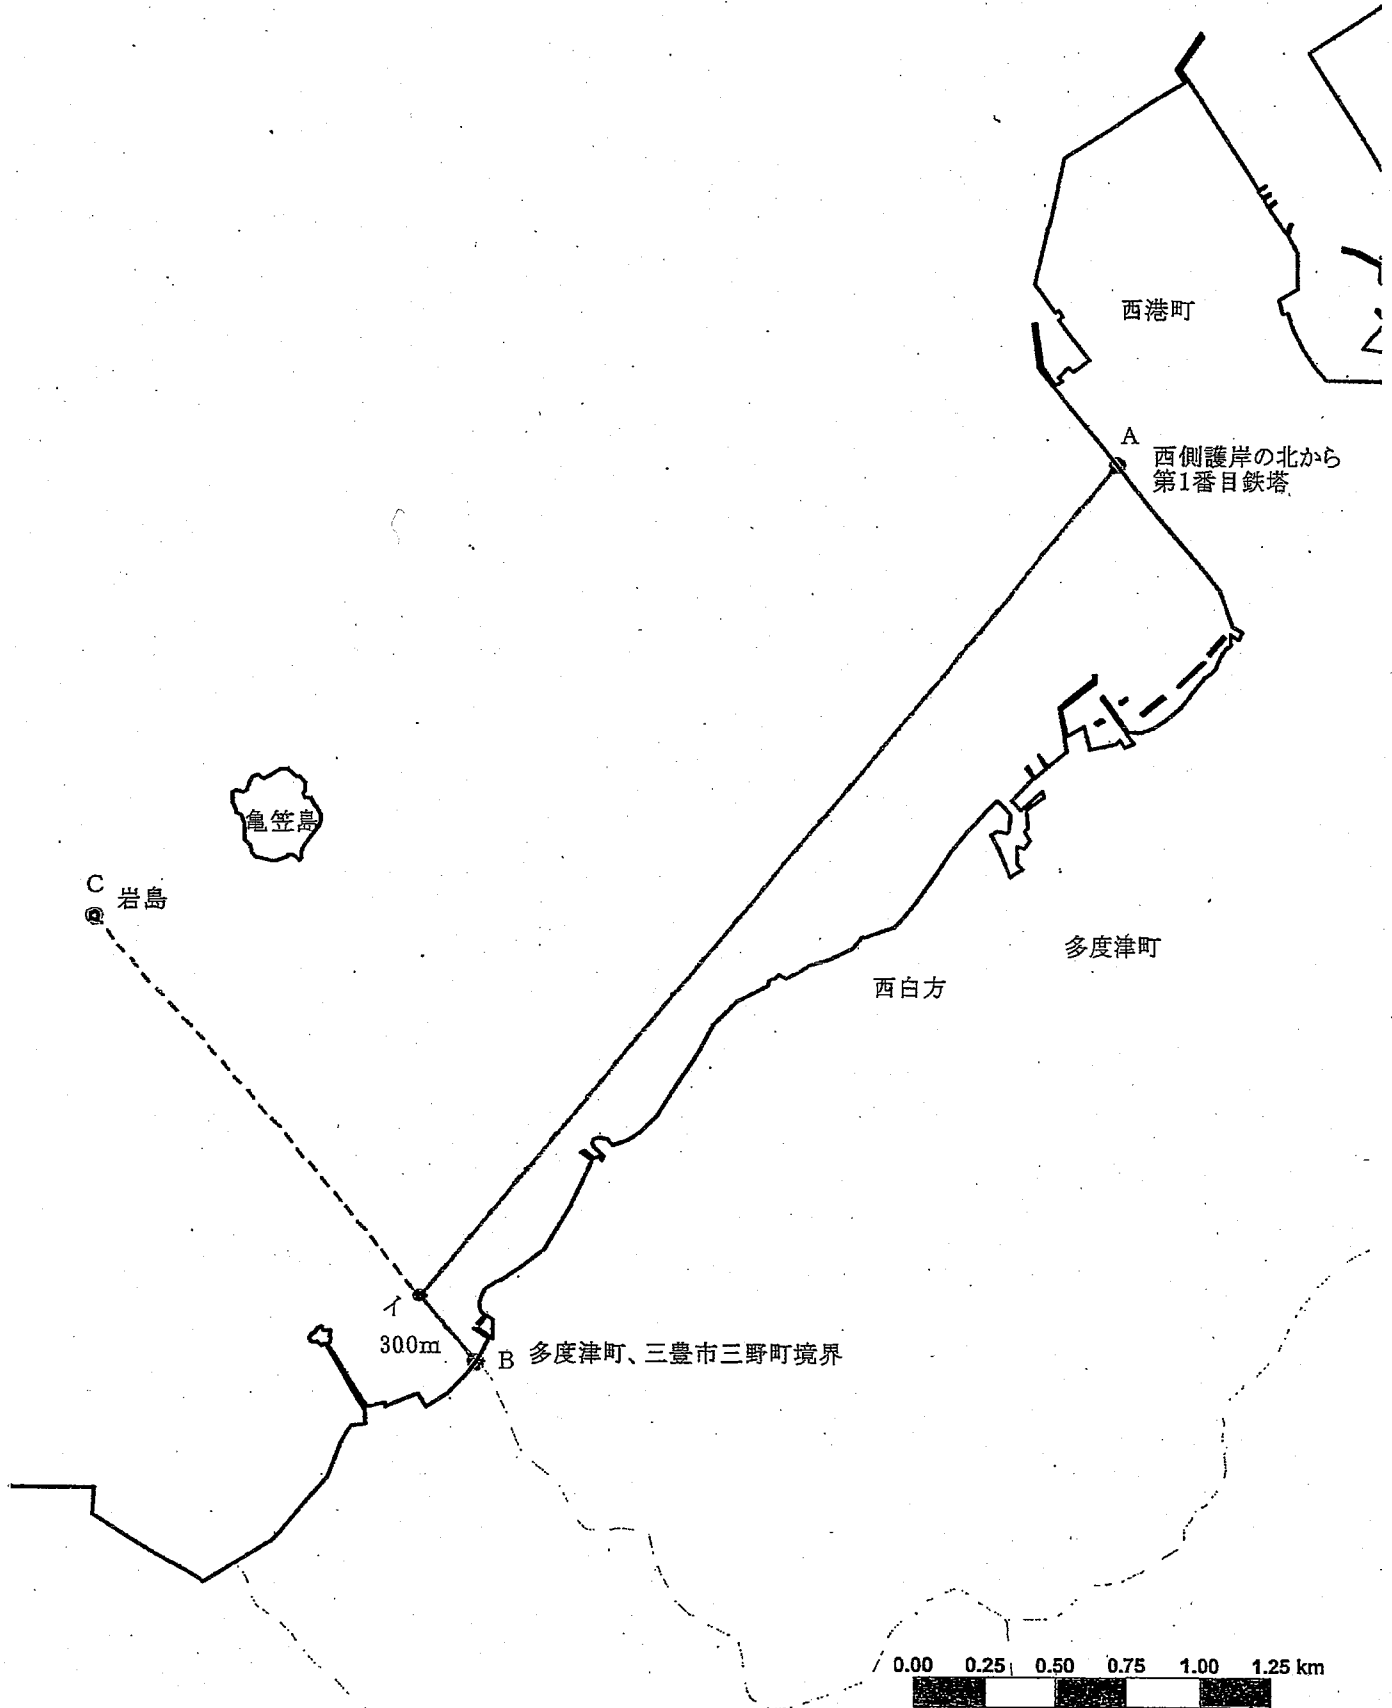 西港町
A
西側護岸の北から
第1番目鉄塔
亀笠島
C
岩島
多度津町
西白方
イ
300m
B
多度津町、三豊市三野町境界
0.00 0.25 0.50 0.75 1.00 1.25 km